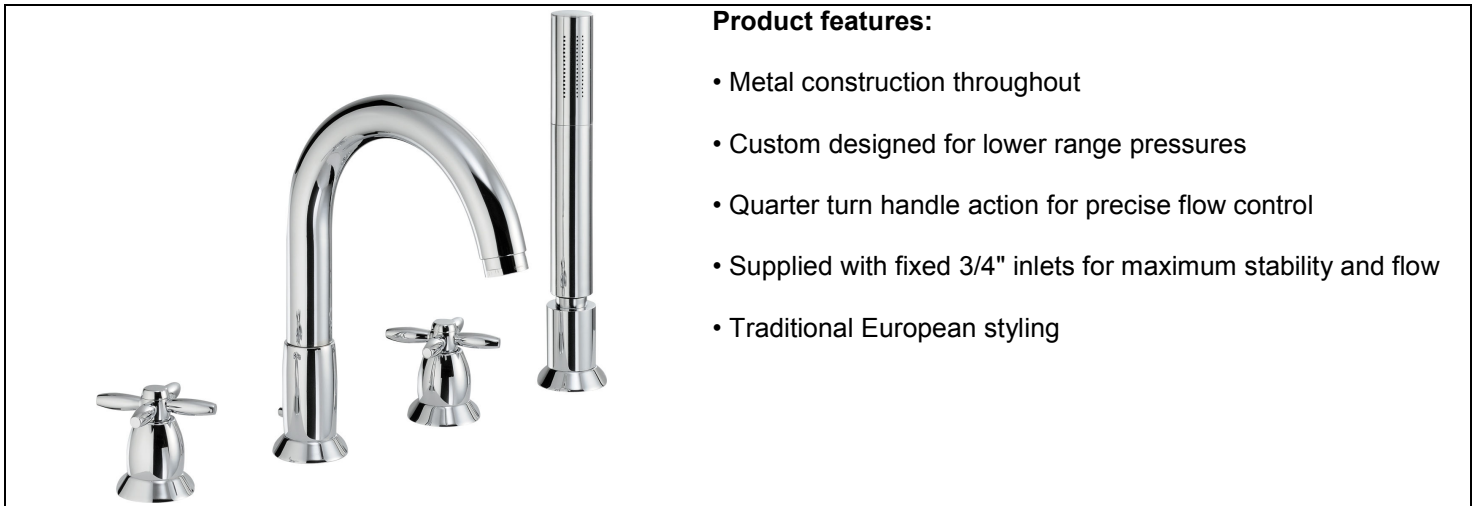 Product features:
• Metal construction throughout
• Custom designed for lower range pressures
• Quarter turn handle action for precise flow control
• Supplied with fixed 3/4" inlets for maximum stability and flow
• Traditional European styling